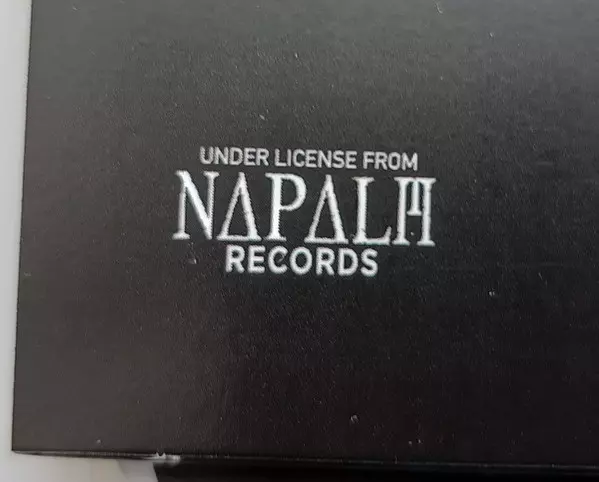 UNDER LICENSE FROM
NAPALM
RECORDS